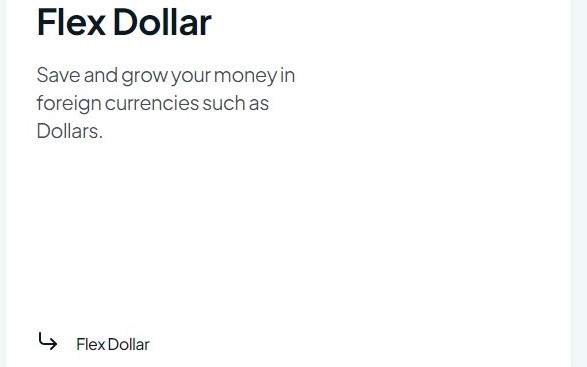 Flex Dollar
Save and grow your money in
foreign currencies such as
Dollars.
Flex Dollar